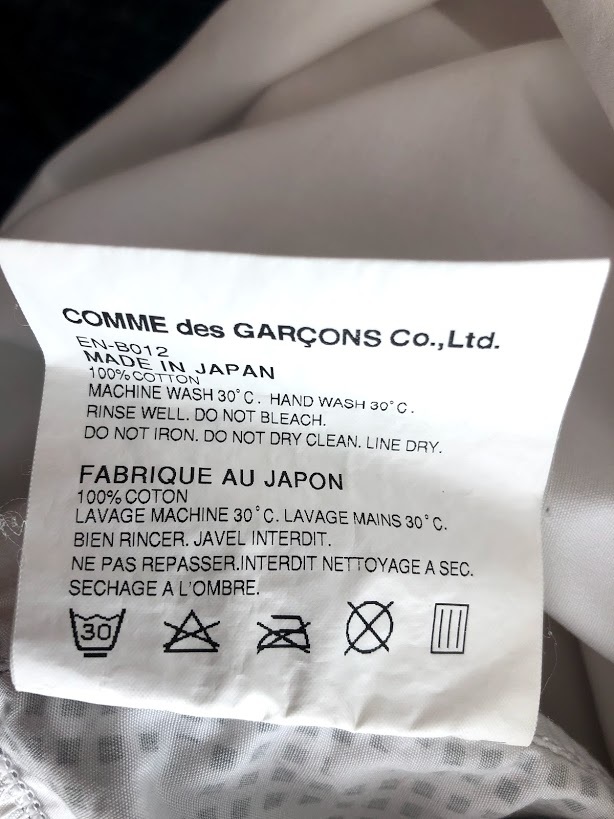 COMME des GARÇONS Co.,Ltd.
EN-B012
MADE IN JAPAN
100% COTTON
MACHINE WASH 30°C. HAND WASH 30°C.
RINSE WELL. DO NOT BLEACH.
DO NOT IRON. DO NOT DRY CLEAN. LINE DRY.
FABRIQUE AU JAPON
100% COTON
LAVAGE MACHINE 30°C. LAVAGE MAINS 30°C.
BIEN RINCER. JAVEL INTERDIT.
NE PAS REPASSER.INTERDIT NETTOYAGE A SEC.
SECHAGE A L'OMBRE.
30